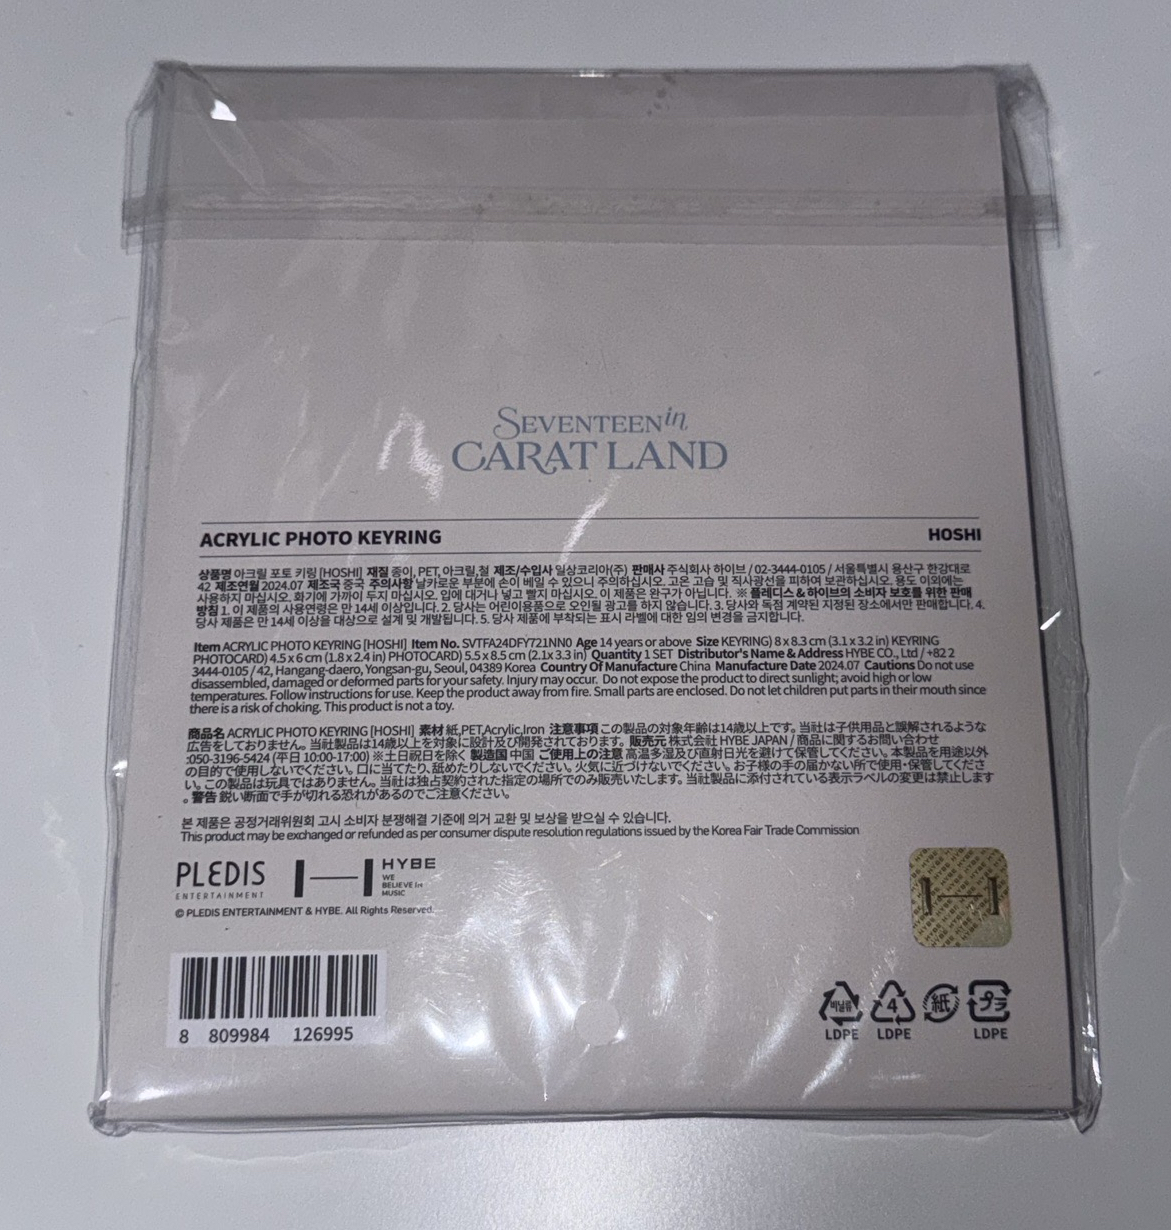 SEVENTEEN in
CARAT LAND
ACRYLIC PHOTO KEYRING HOSHI
상품명 아크릴 포토 키링 [HOSHI] 재질 종이, PET, 아크릴,철 제조/수입사 일상코리아(주) 판매사 주식회사 하이브 / 02-3444-0105 / 서울특별시 용산구 한강대로
42 제조연월 2024.07 제조국 중국 주의사항 날카로운 부분에 손이 베일 수 있으니 주의하십시오. 고온 고습 및 직사광선을 피하여 보관하십시오. 용도 이외에는
사용하지 마십시오. 화기에 가까이 두지 마십시오. 입에 대거나 넣고 빨지 마십시오. 이 제품은 완구가 아닙니다. ※ 플레디스 & 하이브의 소비자 보호를 위한 판매
방침 1. 이 제품의 사용연령은 만 14세 이상입니다. 2. 당사는 어린이용품으로 오인될 광고를 하지 않습니다. 3. 당사와 독점 계약된 지정된 장소에서만 판매합니다. 4.
당사 제품은 만 14세 이상을 대상으로 설계 및 개발됩니다. 5. 당사 제품에 부착되는 표시 라벨에 대한 임의 변경을 금지합니다.
Item ACRYLIC PHOTO KEYRING [HOSHI] Item No. SVTFA24DFY721NN0 Age 14 years or above Size KEYRING) 8 x 8.3 cm (3.1 x 3.2 in) KEYRING
PHOTOCARD) 4.5 x 6 cm (1.8 x 2.4 in) PHOTOCARD) 5.5 x 8.5 cm (2.1x 3.3 in) Quantity 1 SET Distributor's Name & Address HYBE CO., Ltd / +82 2
3444-0105 / 42, Hangang-daero, Yongsan-gu, Seoul, 04389 Korea Country Of Manufacture China Manufacture Date 2024.07 Cautions Do not use
disassembled, damaged or deformed parts for your safety. Injury may occur. Do not expose the product to direct sunlight; avoid high or low
temperatures. Follow instructions for use. Keep the product away from fire. Small parts are enclosed. Do not let children put parts in their mouth since
there is a risk of choking. This product is not a toy.
商品名 ACRYLIC PHOTO KEYRING [HOSHI] 素材 紙,PET,Acrylic,Iron 注意事項 この製品の対象年齢は14歳以上です。当社は子供用品と誤解されるような
広告をしておりません。当社製品は14歳以上を対象に設計及び開発されております。販売元 株式会社 HYBE JAPAN / 商品に関するお問い合わせ
:050-3196-5424 (平日 10:00-17:00) ※土日祝日を除く 製造国 中国 ご使用上の注意 高温多湿及び直射日光を避けて保管してください。本製品を用途以外
の目的で使用しないでください。口に当てたり、舐めたりしないでください。火気に近づけないでください。お子様の手の届かない所で使用・保管してくださ
い。この製品は玩具ではありません。当社は独占契約された指定の場所でのみ販売いたします。当社製品に添付されている表示ラベルの変更は禁止します
。警告 鋭い断面で手が切れる恐れがあるのでご注意ください。
본 제품은 공정거래위원회 고시 소비자 분쟁해결 기준에 의거 교환 및 보상을 받으실 수 있습니다.
This product may be exchanged or refunded as per consumer dispute resolution regulations issued by the Korea Fair Trade Commission
PLEDIS
ENTERTAINMENT
HYBE
WE
BELIEVE IN
MUSIC
© PLEDIS ENTERTAINMENT & HYBE. All Rights Reserved.
8 809984 126995
비닐류 4 紙 プラ
LDPE LDPE LDPE